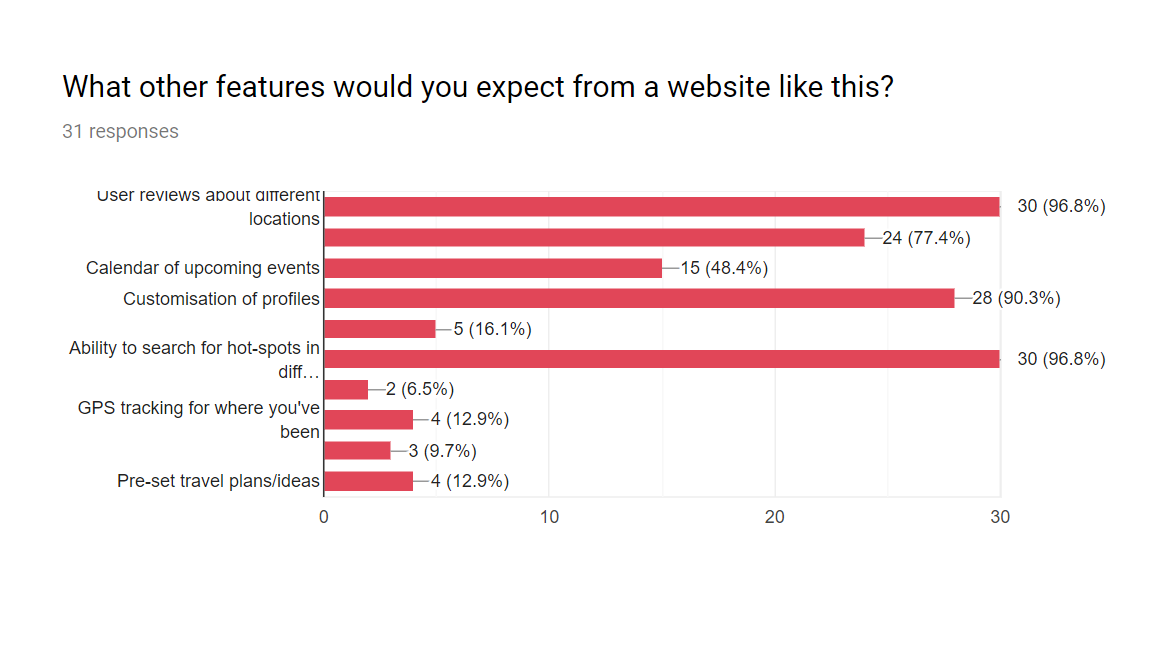 What other features would you expect from a website like this?
31 responses
User reviews about different
locations
30 (96.8%)
24 (77.4%)
Calendar of upcoming events
15 (48.4%)
Customisation of profiles
28 (90.3%)
5 (16.1%)
Ability to search for hot-spots in
diff…
30 (96.8%)
2 (6.5%)
GPS tracking for where you've
been
4 (12.9%)
3 (9.7%)
Pre-set travel plans/ideas
4 (12.9%)
0
10
20
30